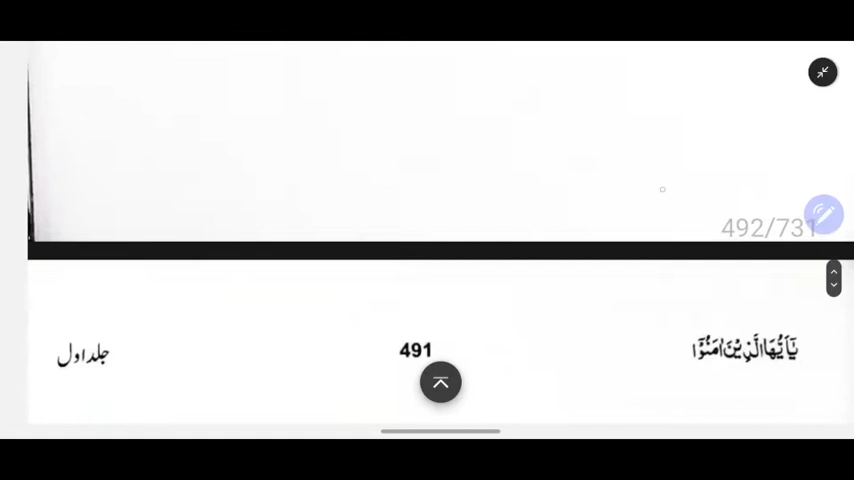 492/731
يٰۤاَيُّهَا الَّذِيْنَ اٰمَنُوْۤا 491 جلد اول